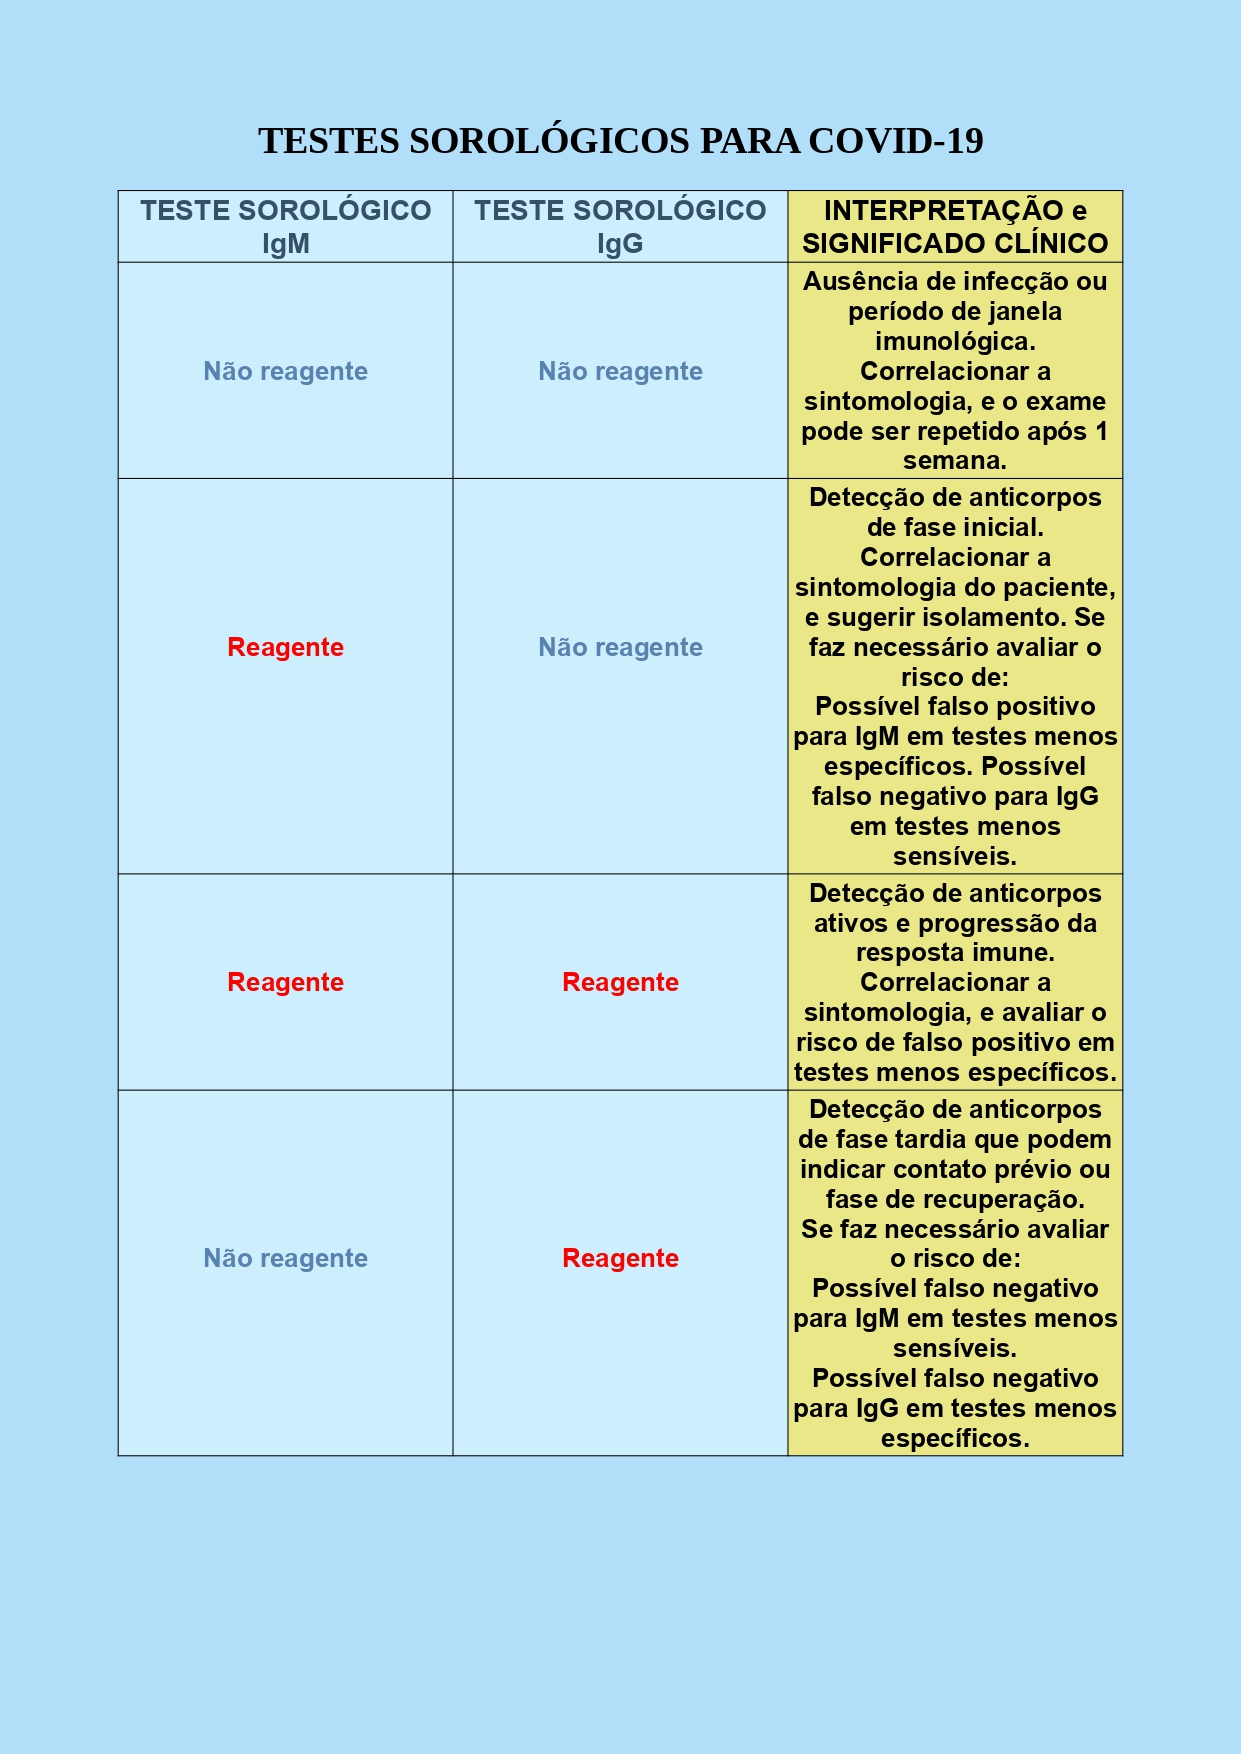 TESTES SOROLÓGICOS PARA COVID-19
TESTE SOROLÓGICO
IgM
TESTE SOROLÓGICO
IgG
INTERPRETAÇÃO e
SIGNIFICADO CLÍNICO
Não reagente
Não reagente
Ausência de infecção ou
período de janela
imunológica.
Correlacionar a
sintomologia, e o exame
pode ser repetido após 1
semana.
Reagente
Não reagente
Detecção de anticorpos
de fase inicial.
Correlacionar a
sintomologia do paciente,
e sugerir isolamento. Se
faz necessário avaliar o
risco de:
Possível falso positivo
para IgM em testes menos
específicos. Possível
falso negativo para IgG
em testes menos
sensíveis.
Reagente
Reagente
Detecção de anticorpos
ativos e progressão da
resposta imune.
Correlacionar a
sintomologia, e avaliar o
risco de falso positivo em
testes menos específicos.
Não reagente
Reagente
Detecção de anticorpos
de fase tardia que podem
indicar contato prévio ou
fase de recuperação.
Se faz necessário avaliar
o risco de:
Possível falso negativo
para IgM em testes menos
sensíveis.
Possível falso negativo
para IgG em testes menos
específicos.